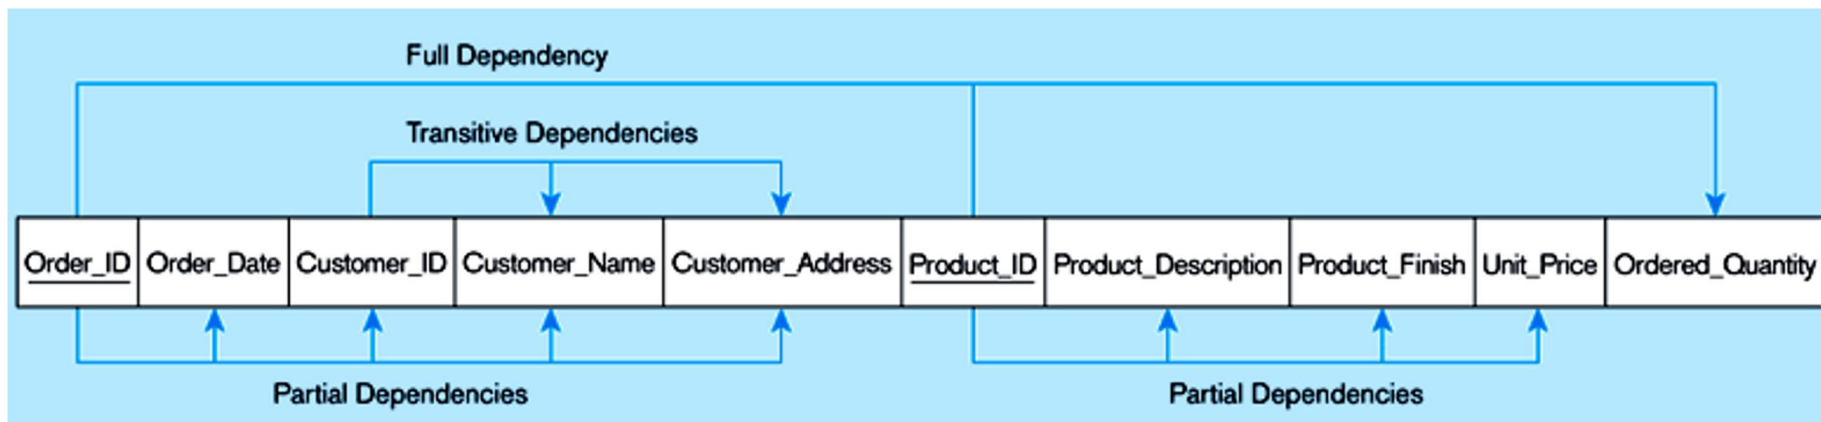 Full Dependency
Transitive Dependencies
Order_ID Order_Date Customer_ID Customer_Name Customer_Address Product_ID Product_Description Product_Finish Unit_Price Ordered_Quantity
Partial Dependencies Partial Dependencies